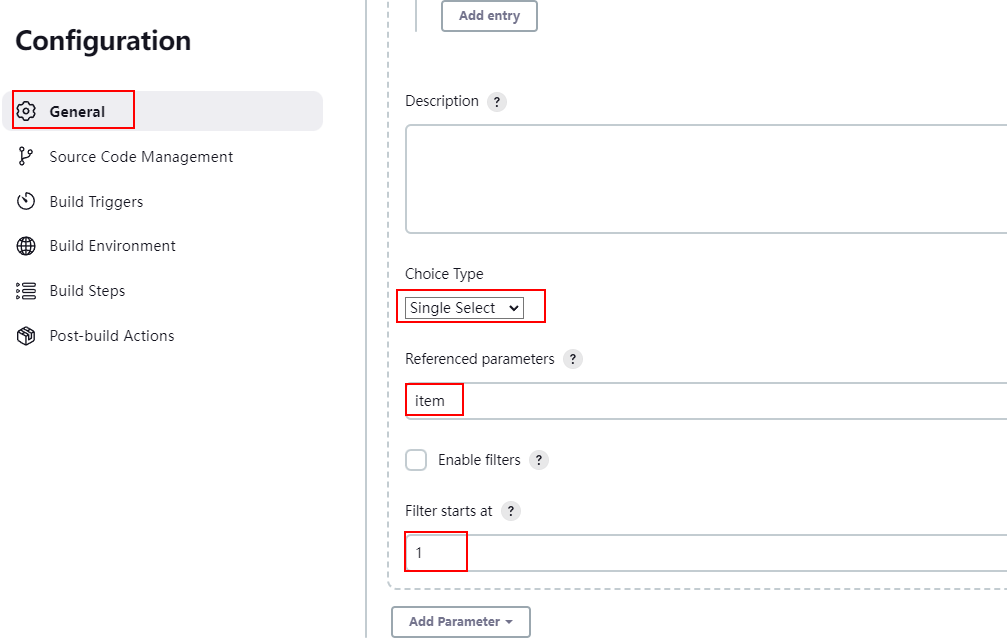 Configuration
General
Source Code Management
Build Triggers
Build Environment
Build Steps
Post-build Actions
Add entry
Description ?
Choice Type
Single Select
Referenced parameters ?
item
Enable filters ?
Filter starts at ?
1
Add Parameter